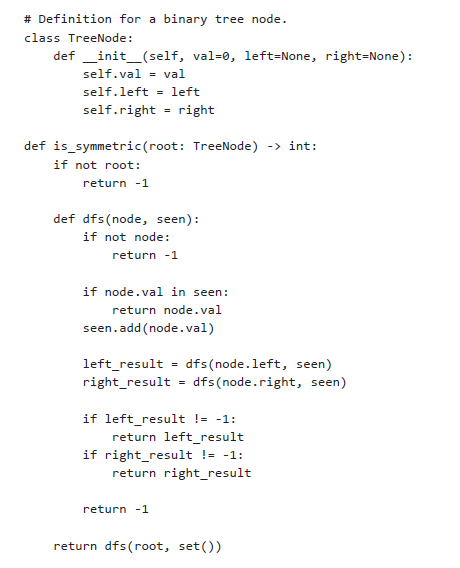 # Definition for a binary tree node.
class TreeNode:
    def __init__(self, val=0, left=None, right=None):
        self.val = val
        self.left = left
        self.right = right

def is_symmetric(root: TreeNode) -> int:
    if not root:
        return -1

    def dfs(node, seen):
        if not node:
            return -1

        if node.val in seen:
            return node.val
        seen.add(node.val)

        left_result = dfs(node.left, seen)
        right_result = dfs(node.right, seen)

        if left_result != -1:
            return left_result
        if right_result != -1:
            return right_result

        return -1

    return dfs(root, set())